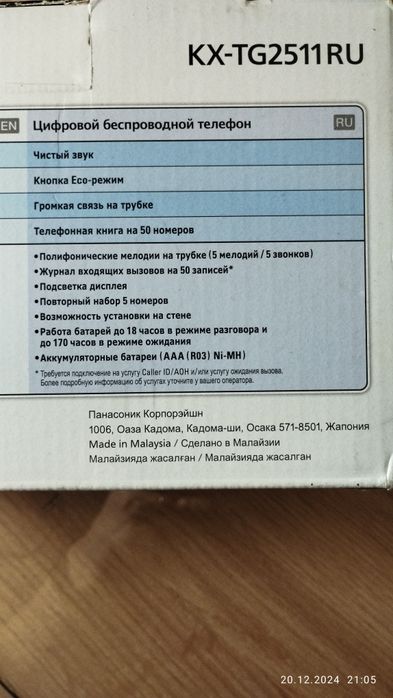 KX-TG2511RU
EN
Цифровой беспроводной телефон
RU
Чистый звук
Кнопка Eco-режим
Громкая связь на трубке
Телефонная книга на 50 номеров
•Полифонические мелодии на трубке (5 мелодий / 5 звонков)
•Журнал входящих вызовов на 50 записей*
•Подсветка дисплея
•Повторный набор 5 номеров
•Возможность установки на стене
•Работа батарей до 18 часов в режиме разговора и
до 170 часов в режиме ожидания
•Аккумуляторные батареи (AAA (R03) Ni-MH)
* Требуется подключение на услугу Caller ID/АОН и/или услугу ожидания вызова.
Более подробную информацию об услугах уточните у вашего оператора.
Панасоник Корпорэйшн
1006, Оаза Кадома, Кадома-ши, Осака 571-8501, Жапония
Made in Malaysia / Сделано в Малайзии
Малайзияда жасалған / Малайзияда жасалган
20.12.2024 21:05